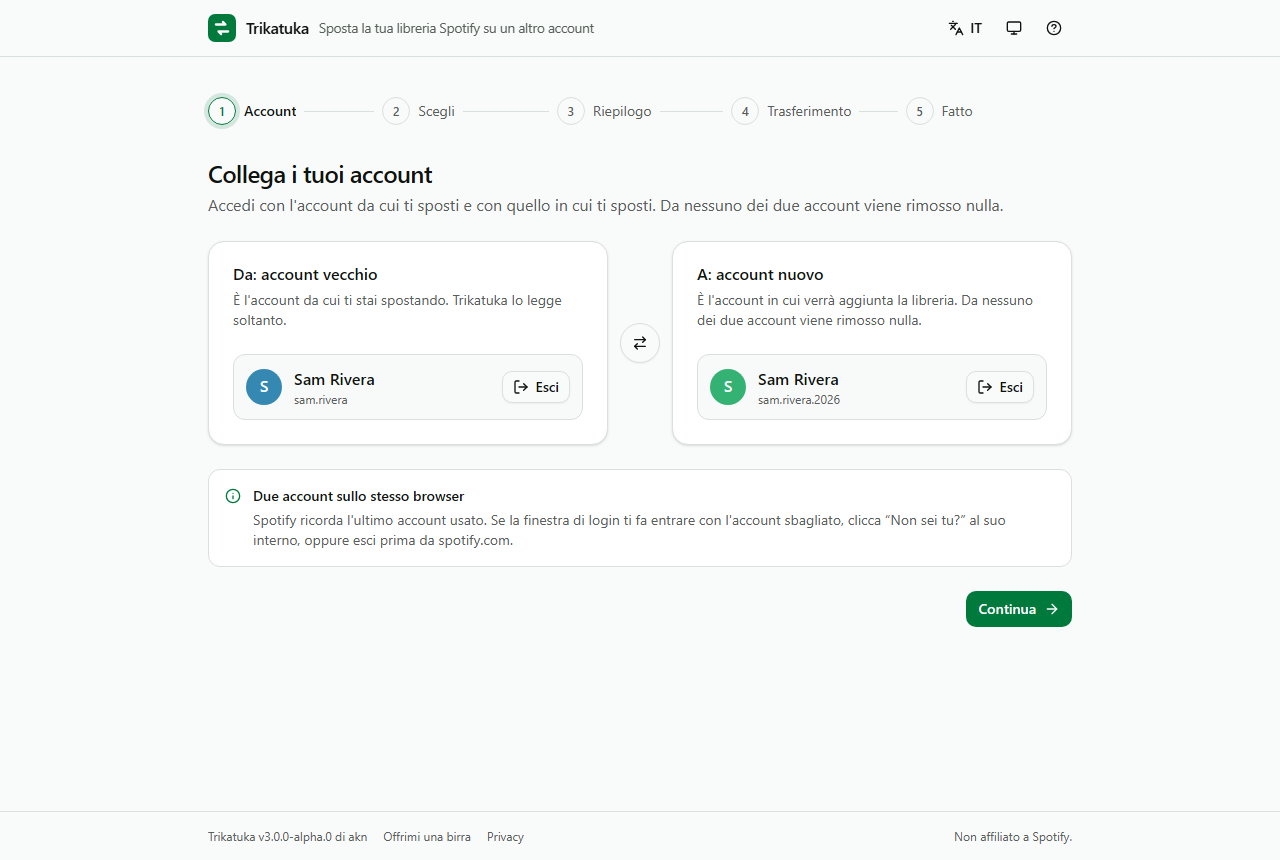 Trikatuka Sposta la tua libreria Spotify su un altro account IT
1 Account 2 Scegli 3 Riepilogo 4 Trasferimento 5 Fatto
Collega i tuoi account
Accedi con l'account da cui ti sposti e con quello in cui ti sposti. Da nessuno dei due account viene rimosso nulla.
Da: account vecchio
È l'account da cui ti stai spostando. Trikatuka lo legge
soltanto.
S Sam Rivera
sam.rivera
Esci
A: account nuovo
È l'account in cui verrà aggiunta la libreria. Da nessuno
dei due account viene rimosso nulla.
S Sam Rivera
sam.rivera.2026
Esci
Due account sullo stesso browser
Spotify ricorda l'ultimo account usato. Se la finestra di login ti fa entrare con l'account sbagliato, clicca “Non sei tu?” al suo
interno, oppure esci prima da spotify.com.
Continua
Trikatuka v3.0.0-alpha.0 di akn Offrimi una birra Privacy Non affiliato a Spotify.